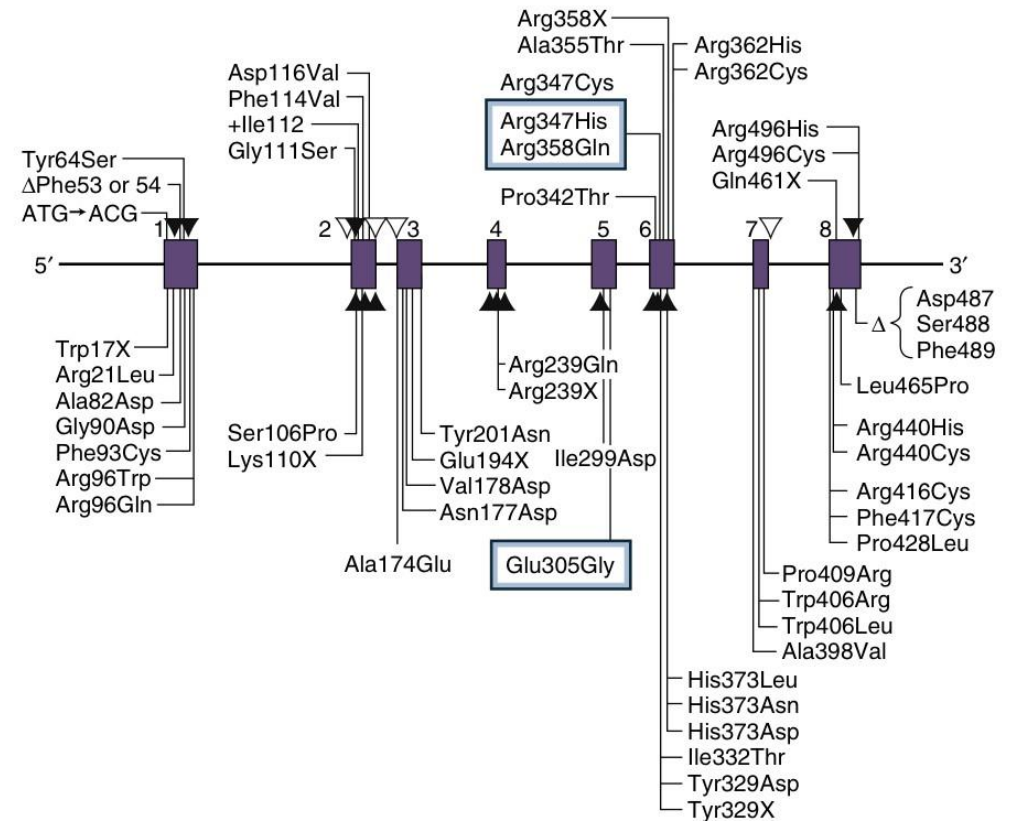 Arg358X
Ala355Thr
Arg347Cys
Arg347His
Arg358Gln
Pro342Thr
Arg362His
Arg362Cys
Asp116Val
Phe114Val
+Ile112
Gly111Ser
Arg496His
Arg496Cys
Gln461X
Tyr64Ser
ΔPhe53 or 54
ATG→ACG
1
2
3
4
5
6
7
8
5′
3′
Δ
Asp487
Ser488
Phe489
Leu465Pro
Arg440His
Arg440Cys
Arg416Cys
Phe417Cys
Pro428Leu
Trp17X
Arg21Leu
Ala82Asp
Gly90Asp
Phe93Cys
Arg96Trp
Arg96Gln
Ser106Pro
Lys110X
Arg239Gln
Arg239X
Tyr201Asn
Glu194X
Val178Asp
Asn177Asp
Ala174Glu
Ile299Asp
Glu305Gly
Pro409Arg
Trp406Arg
Trp406Leu
Ala398Val
His373Leu
His373Asn
His373Asp
Ile332Thr
Tyr329Asp
Tyr329X